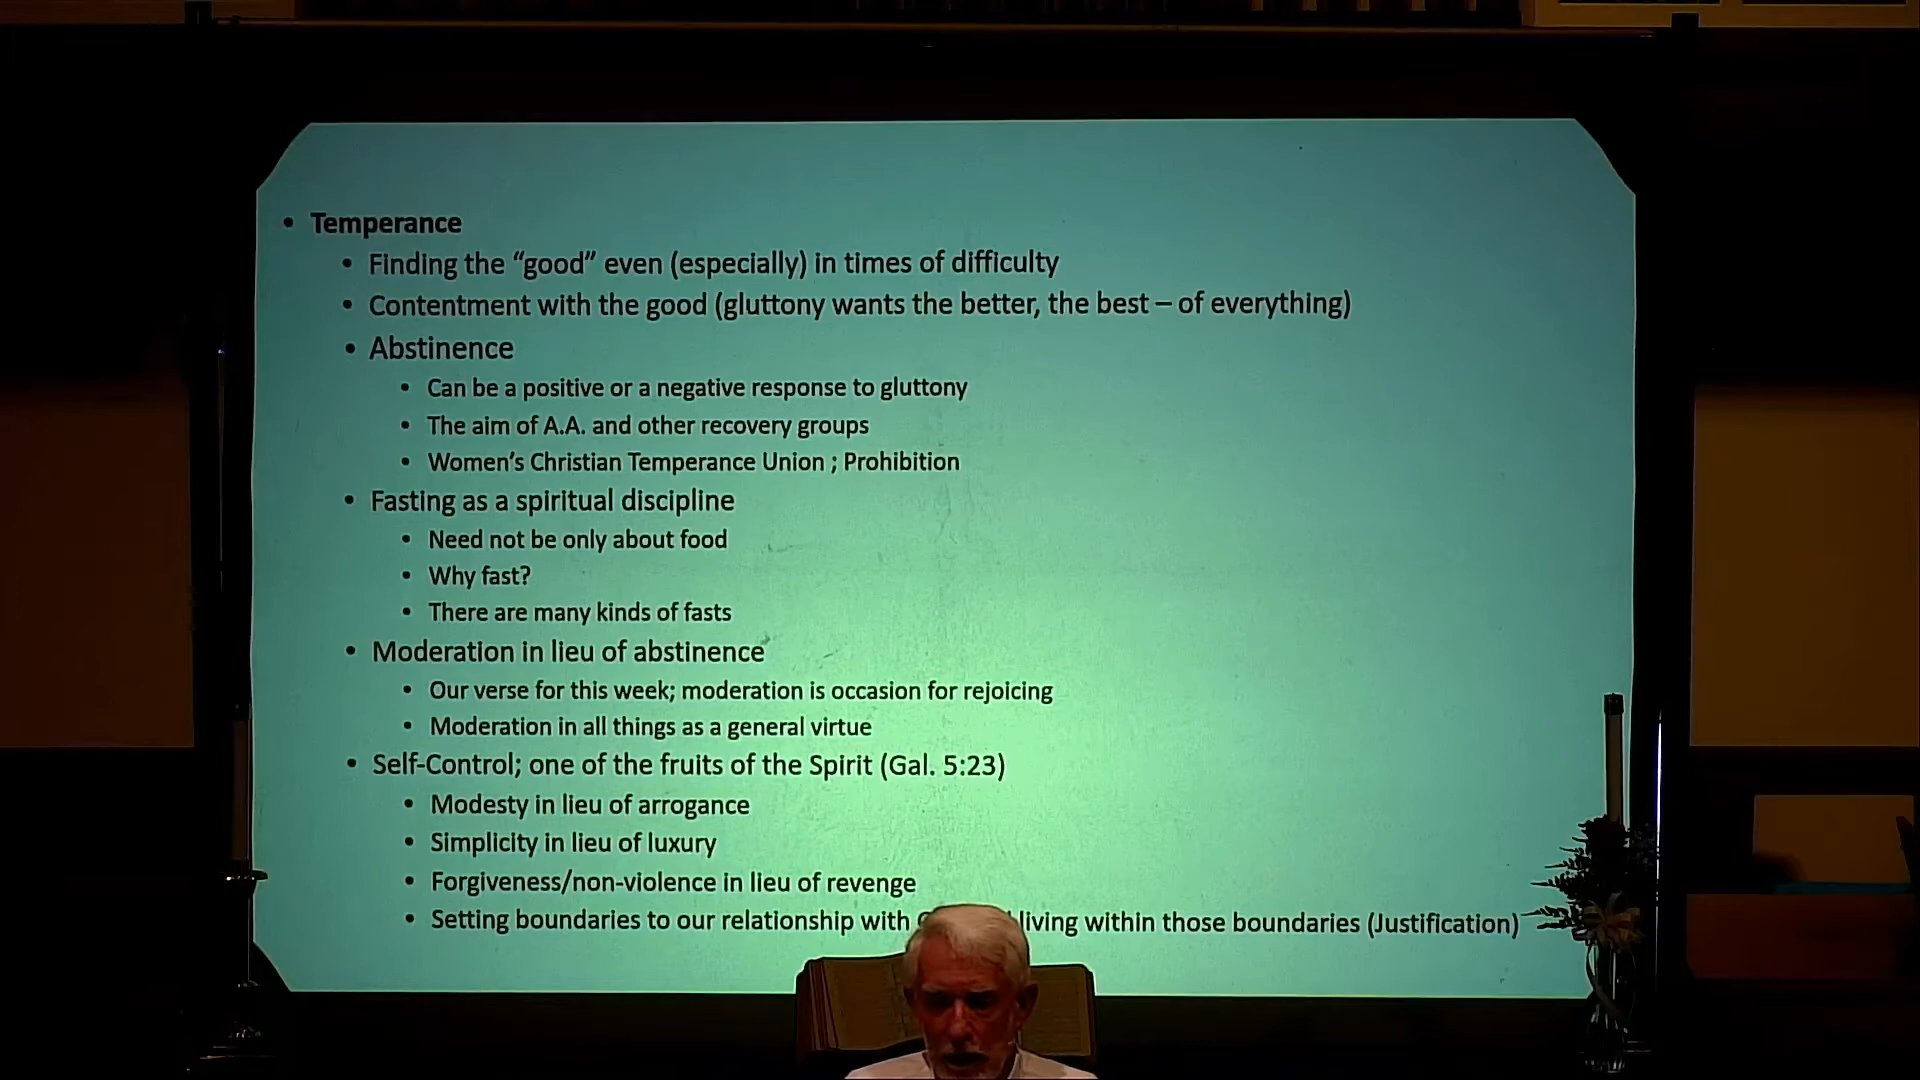 • Temperance
• Finding the “good” even (especially) in times of difficulty
• Contentment with the good (gluttony wants the better, the best – of everything)
• Abstinence
• Can be a positive or a negative response to gluttony
• The aim of A.A. and other recovery groups
• Women’s Christian Temperance Union ; Prohibition
• Fasting as a spiritual discipline
• Need not be only about food
• Why fast?
• There are many kinds of fasts
• Moderation in lieu of abstinence
• Our verse for this week; moderation is occasion for rejoicing
• Moderation in all things as a general virtue
• Self-Control; one of the fruits of the Spirit (Gal. 5:23)
• Modesty in lieu of arrogance
• Simplicity in lieu of luxury
• Forgiveness/non-violence in lieu of revenge
• Setting boundaries to our relationship with living within those boundaries (Justification)